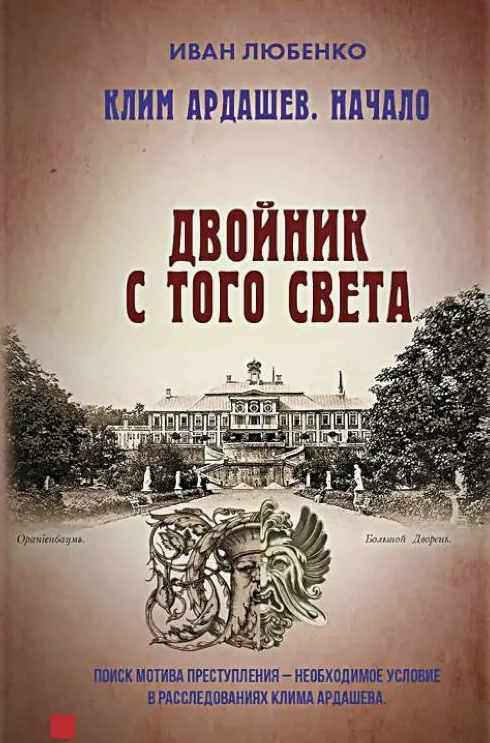 ИВАН ЛЮБЕНКО
КЛИМ АРДАШЕВ. НАЧАЛО
ДВОЙНИК
С ТОГО СВЕТА
Ораніенбаумъ.
Большой Дворецъ.
ПОИСК МОТИВА ПРЕСТУПЛЕНИЯ – НЕОБХОДИМОЕ УСЛОВИЕ
В РАССЛЕДОВАНИЯХ КЛИМА АРДАШЕВА.